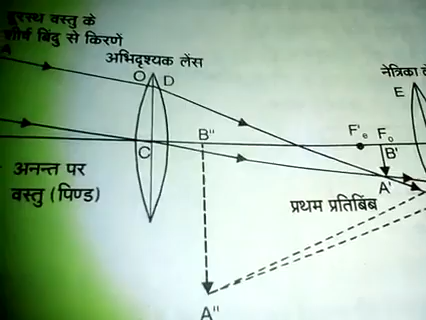 दूरस्थ वस्तु के
शीर्ष बिंदु से किरणें
A
अभिदृश्यक लेंस
O D
नेत्रिका
E
B" F'e Fo
C B'
अनन्त पर
वस्तु (पिण्ड)
A'
प्रथम प्रतिबिंब
A"